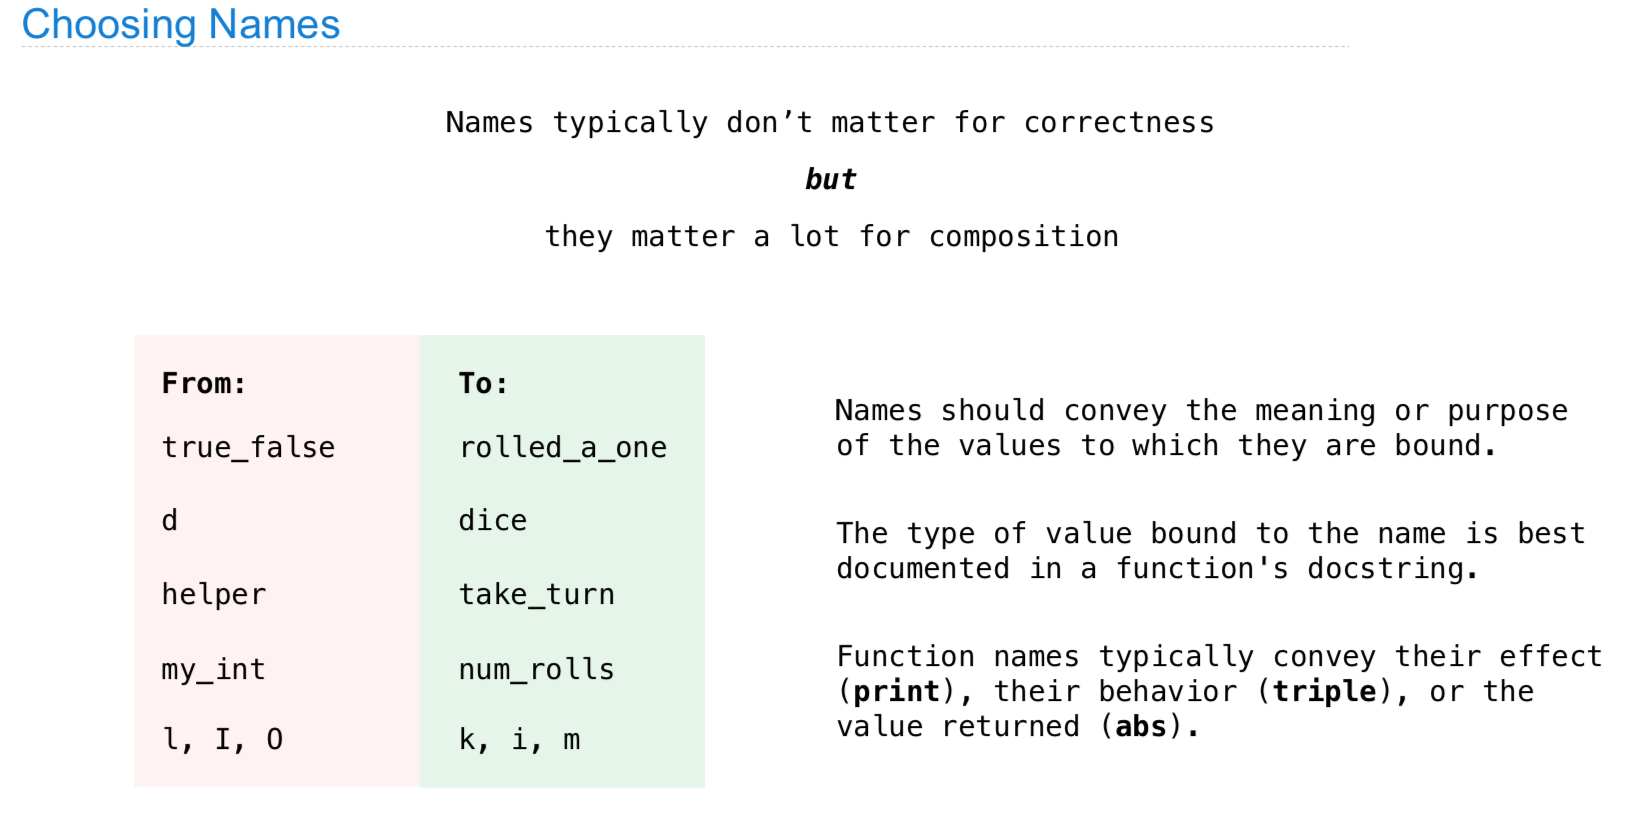 Choosing Names
Names typically don’t matter for correctness
but
they matter a lot for composition
From:
To:
true_false
rolled_a_one
d
dice
helper
take_turn
my_int
num_rolls
l, I, O
k, i, m
Names should convey the meaning or purpose
of the values to which they are bound.
The type of value bound to the name is best
documented in a function's docstring.
Function names typically convey their effect
(print), their behavior (triple), or the
value returned (abs).